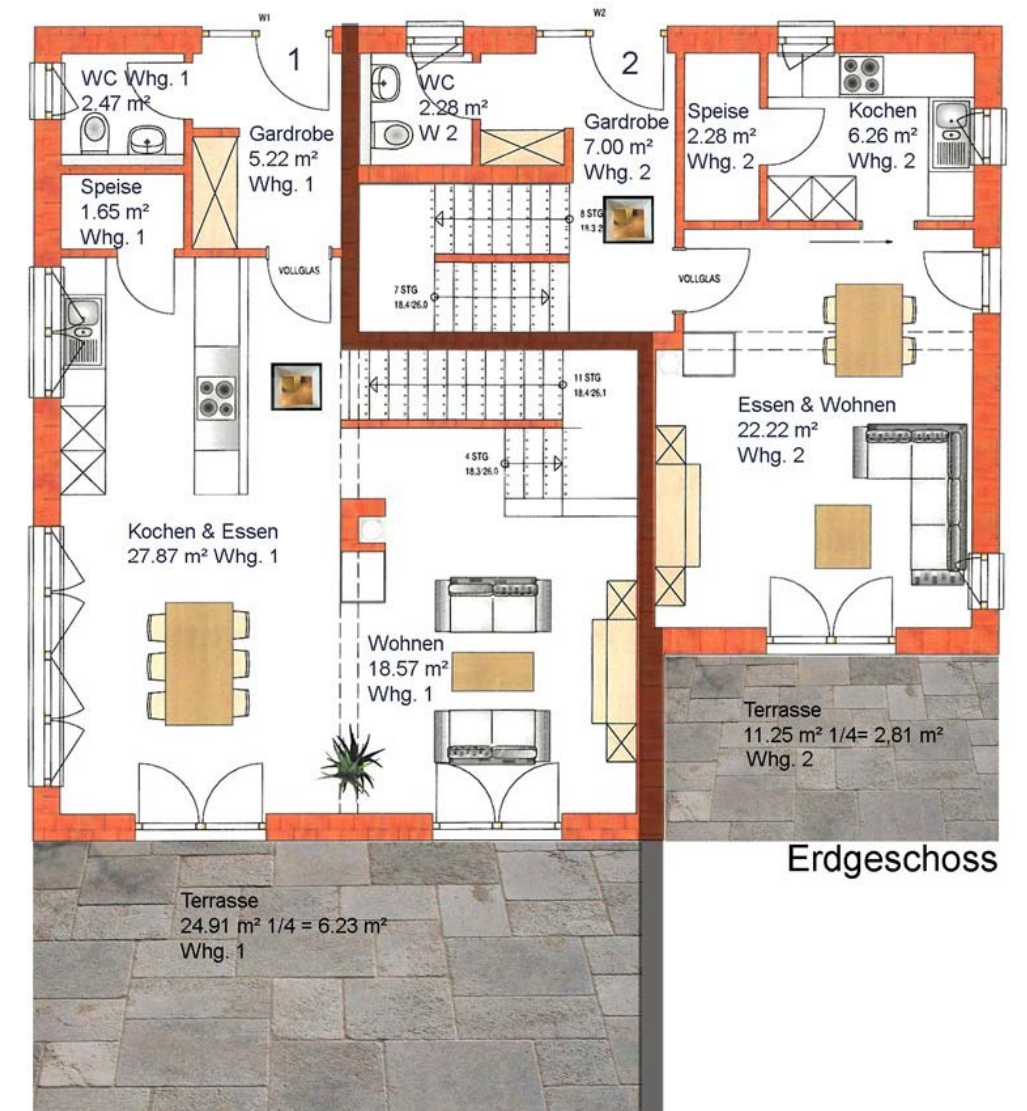 W1
W2
1
2
WC Whg. 1
2.47 m²
Gardrobe
5.22 m²
Whg. 1
WC
2.28 m²
W 2
Gardrobe
7.00 m²
Whg. 2
Speise
2.28 m²
Whg. 2
Kochen
6.26 m²
Whg. 2
Speise
1.65 m²
Whg. 1
8 STG
18.3
7 STG
18.4/26.0
VOLLGLAS
VOLLGLAS
11 STG
18.4/26.1
4 STG
18.3/26.0
Essen & Wohnen
22.22 m²
Whg. 2
Kochen & Essen
27.87 m² Whg. 1
Wohnen
18.57 m²
Whg. 1
Terrasse
11.25 m² 1/4= 2,81 m²
Whg. 2
Erdgeschoss
Terrasse
24.91 m² 1/4 = 6.23 m²
Whg. 1